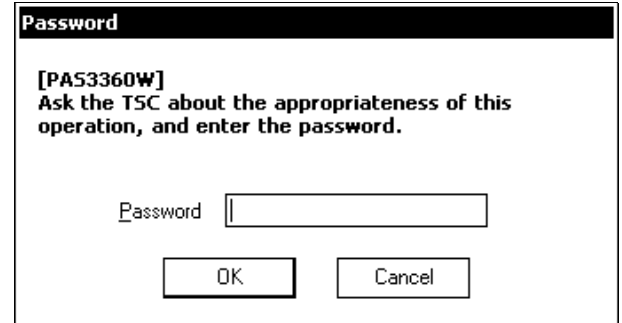 Password
[PAS3360W]
Ask the TSC about the appropriateness of this
operation, and enter the password.
Password
OK Cancel